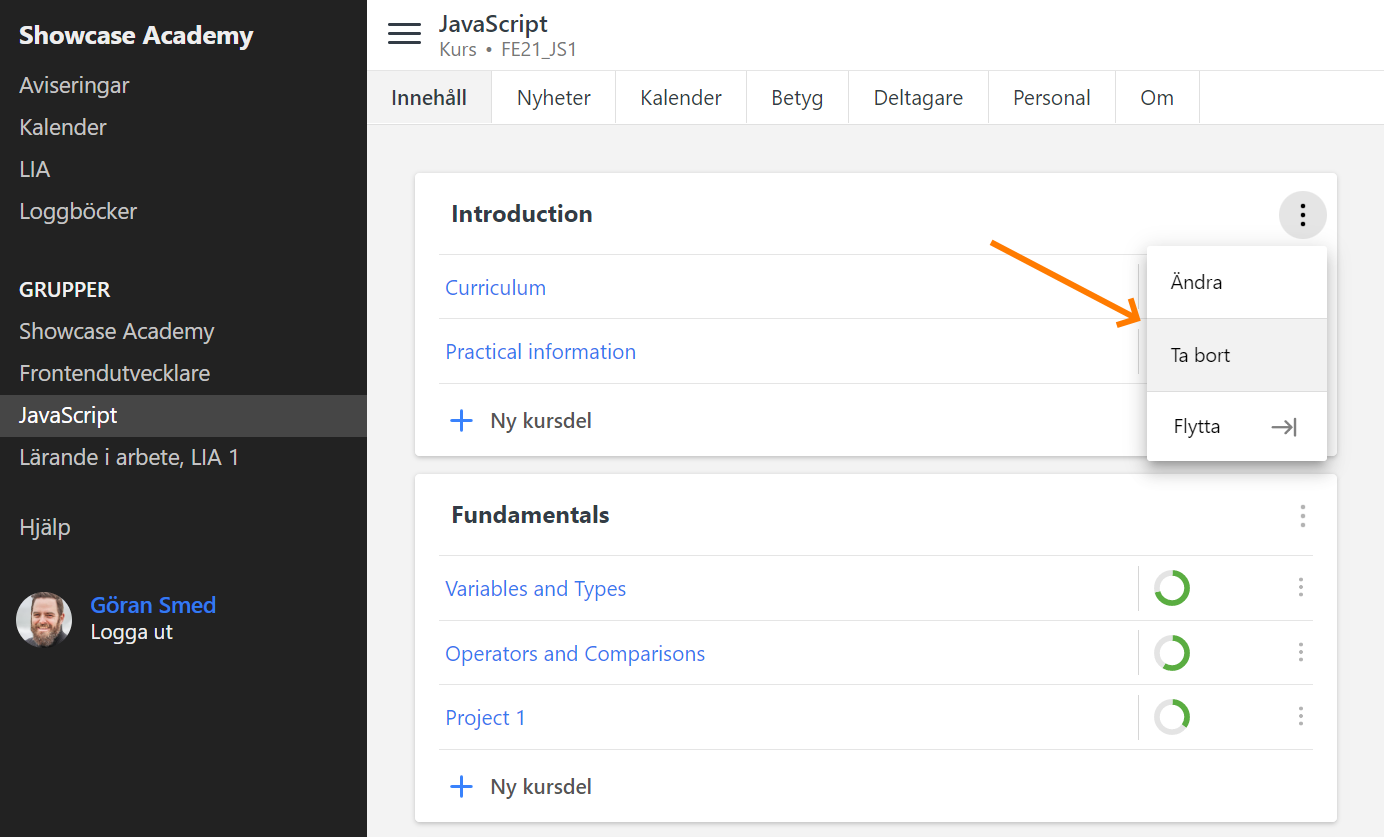 Showcase Academy
Aviseringar
Kalender
LIA
Loggböcker
GRUPPER
Showcase Academy
Frontendutvecklare
JavaScript
Lärande i arbete, LIA 1
Hjälp
Göran Smed
Logga ut
JavaScript
Kurs • FE21_JS1
Innehåll Nyheter Kalender Betyg Deltagare Personal Om
Introduction
Curriculum
Practical information
Ny kursdel
Ändra
Ta bort
Flytta
Fundamentals
Variables and Types
Operators and Comparisons
Project 1
Ny kursdel